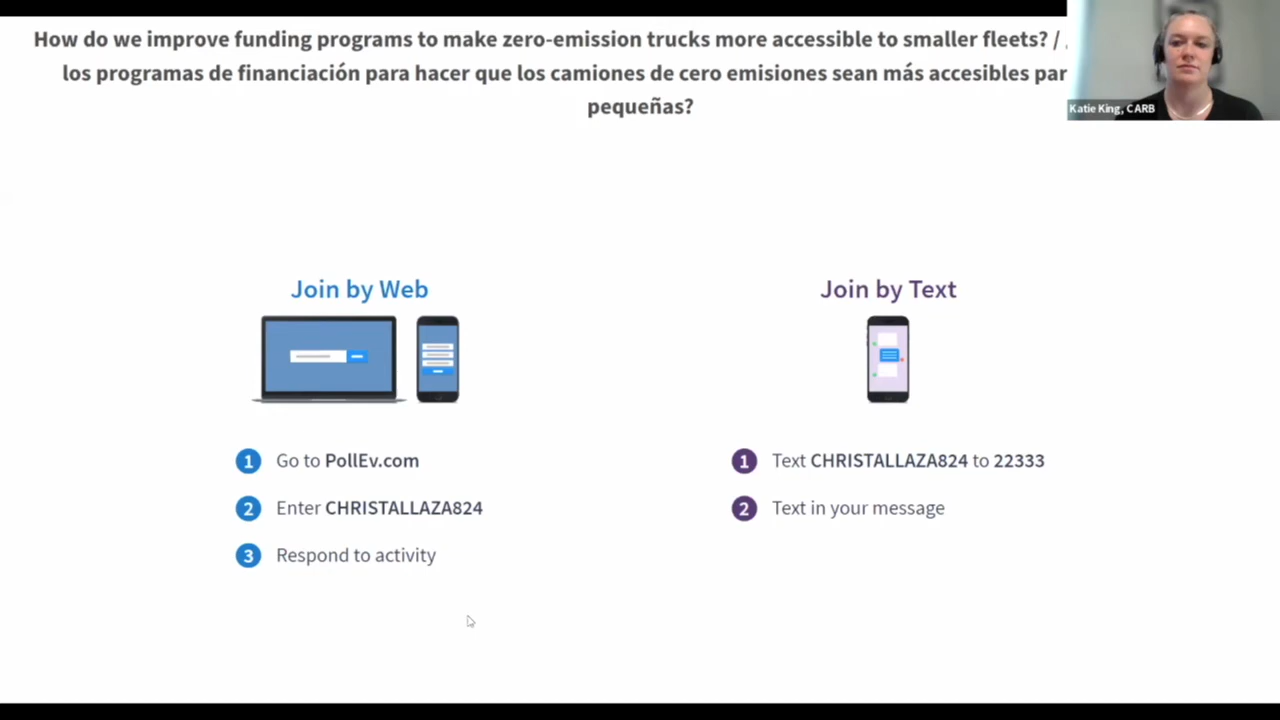 How do we improve funding programs to make zero-emission trucks more accessible to smaller fleets? /
los programas de financiación para hacer que los camiones de cero emisiones sean más accesibles par
pequeñas?
Katie King, CARB
Join by Web
1 Go to PollEv.com
2 Enter CHRISTALLAZA824
3 Respond to activity
Join by Text
1 Text CHRISTALLAZA824 to 22333
2 Text in your message